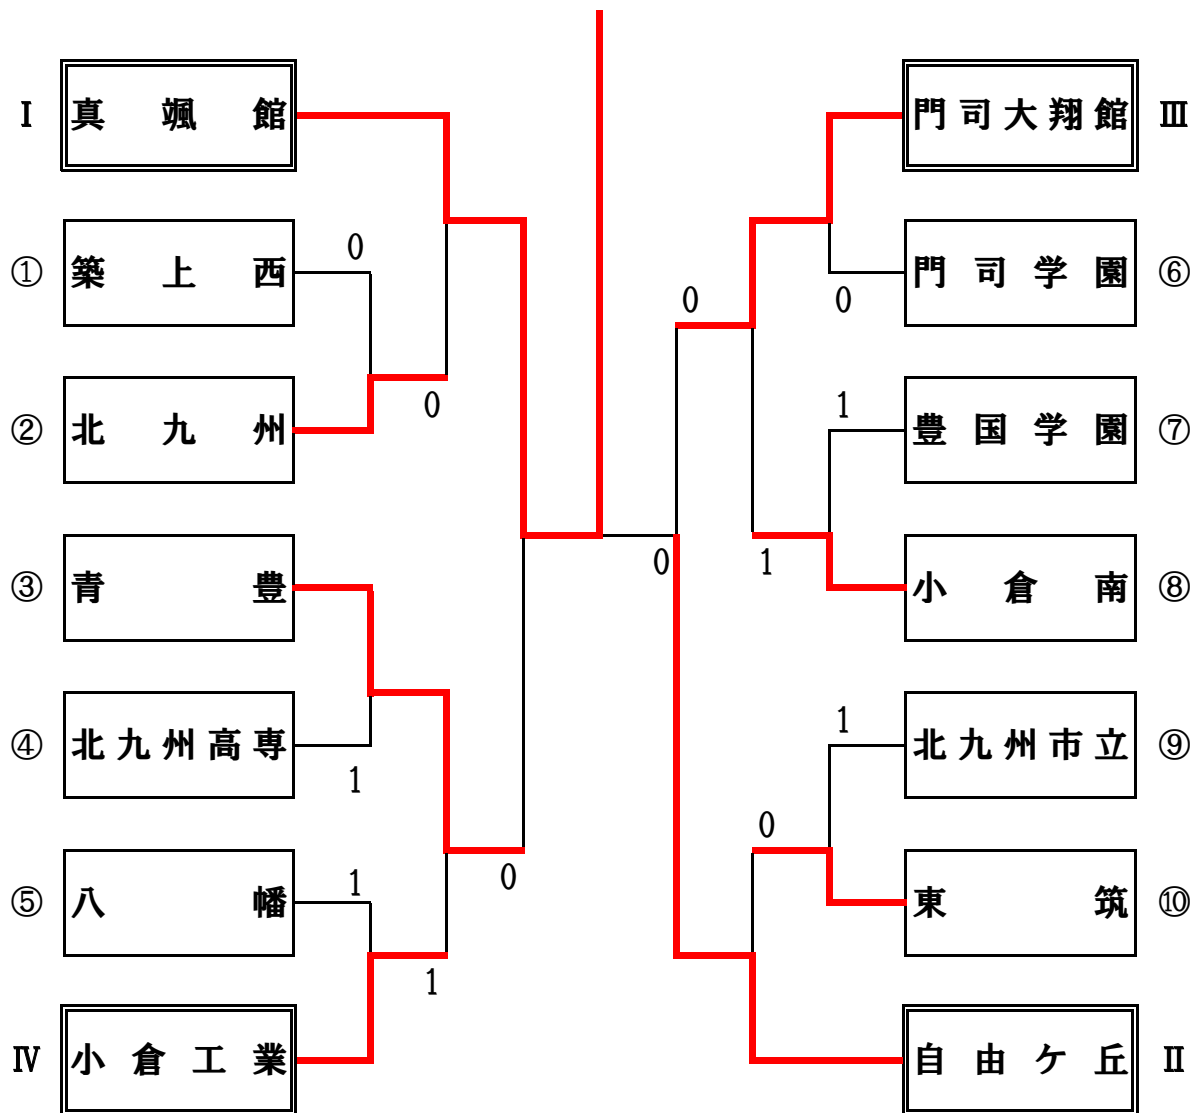 Ⅰ 真颯館
① 築上西 0
② 北九州 0
③ 青豊
④ 北九州高専 1
⑤ 八幡 1
Ⅳ 小倉工業 1
0
門司大翔館 Ⅲ
0 門司学園 ⑥
0
1 豊国学園 ⑦
0 1 小倉南 ⑧
1 北九州市立 ⑨
0 東筑 ⑩
自由ケ丘 Ⅱ